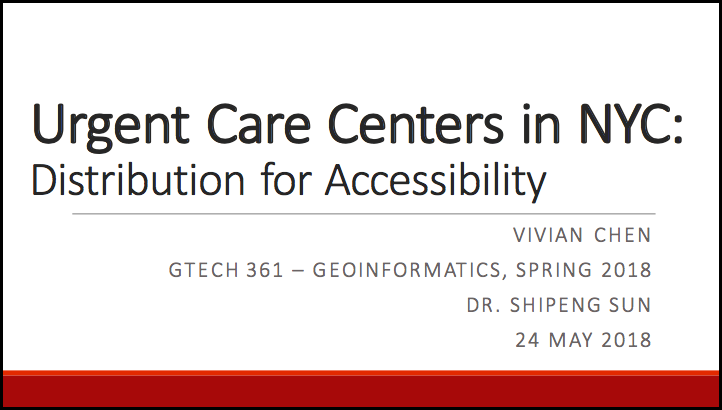 Urgent Care Centers in NYC:
Distribution for Accessibility
VIVIAN CHEN
GTECH 361 – GEOINFORMATICS, SPRING 2018
DR. SHIPENG SUN
24 MAY 2018